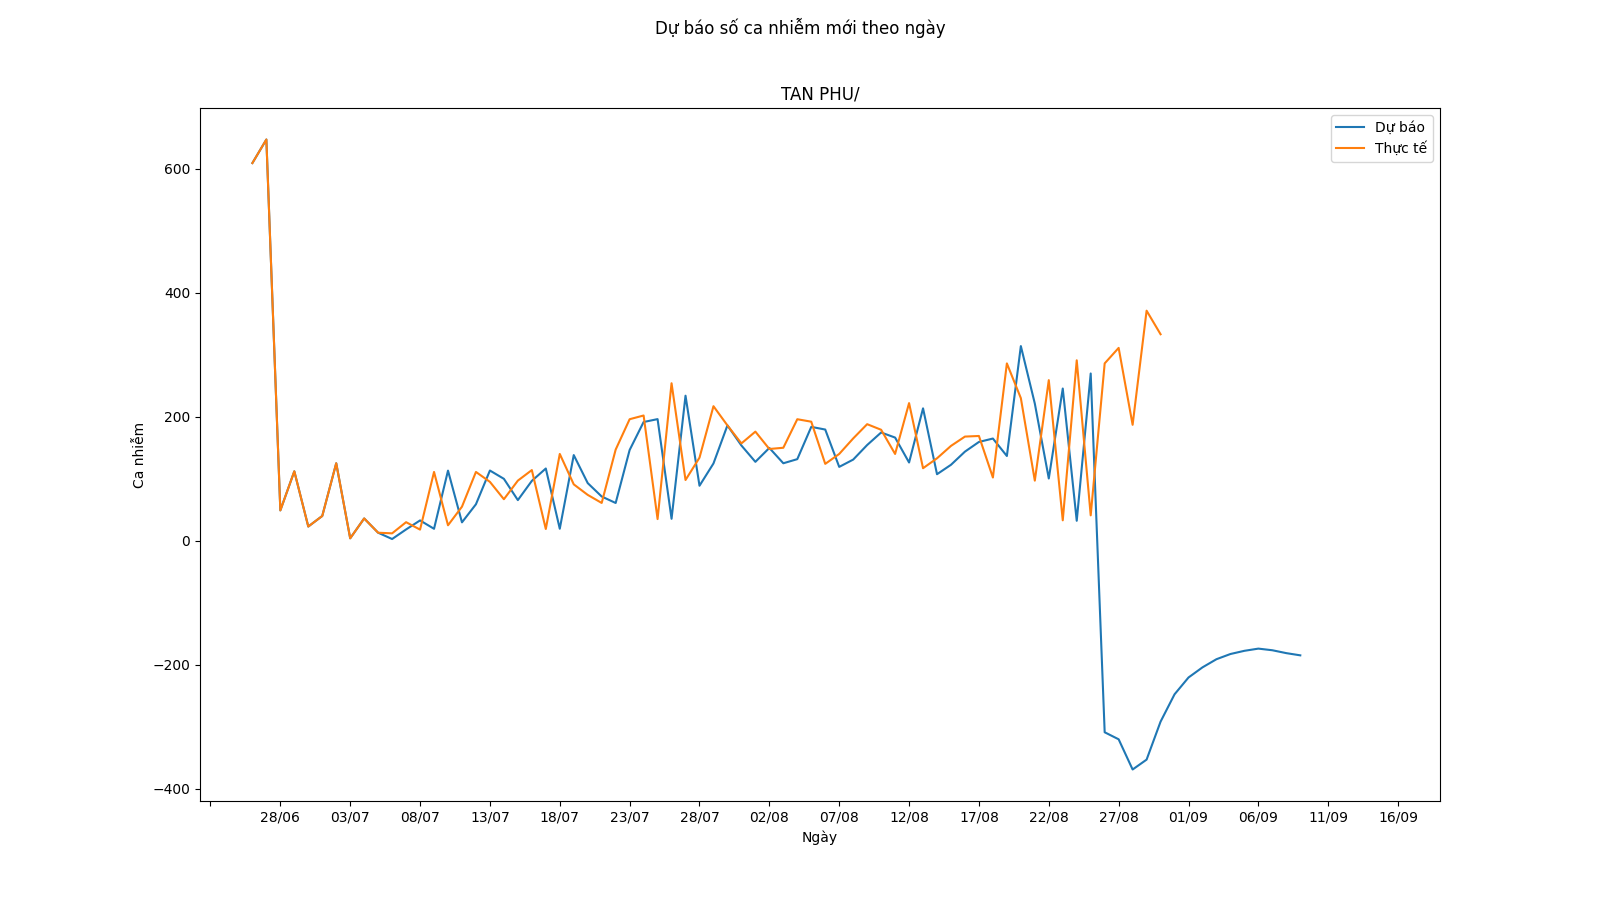 Dự báo số ca nhiễm mới theo ngày
TAN PHU/
Dự báo
Thực tế
600
400
200
0
−200
−400
Ca nhiễm
28/06 03/07 08/07 13/07 18/07 23/07 28/07 02/08 07/08 12/08 17/08 22/08 27/08 01/09 06/09 11/09 16/09
Ngày